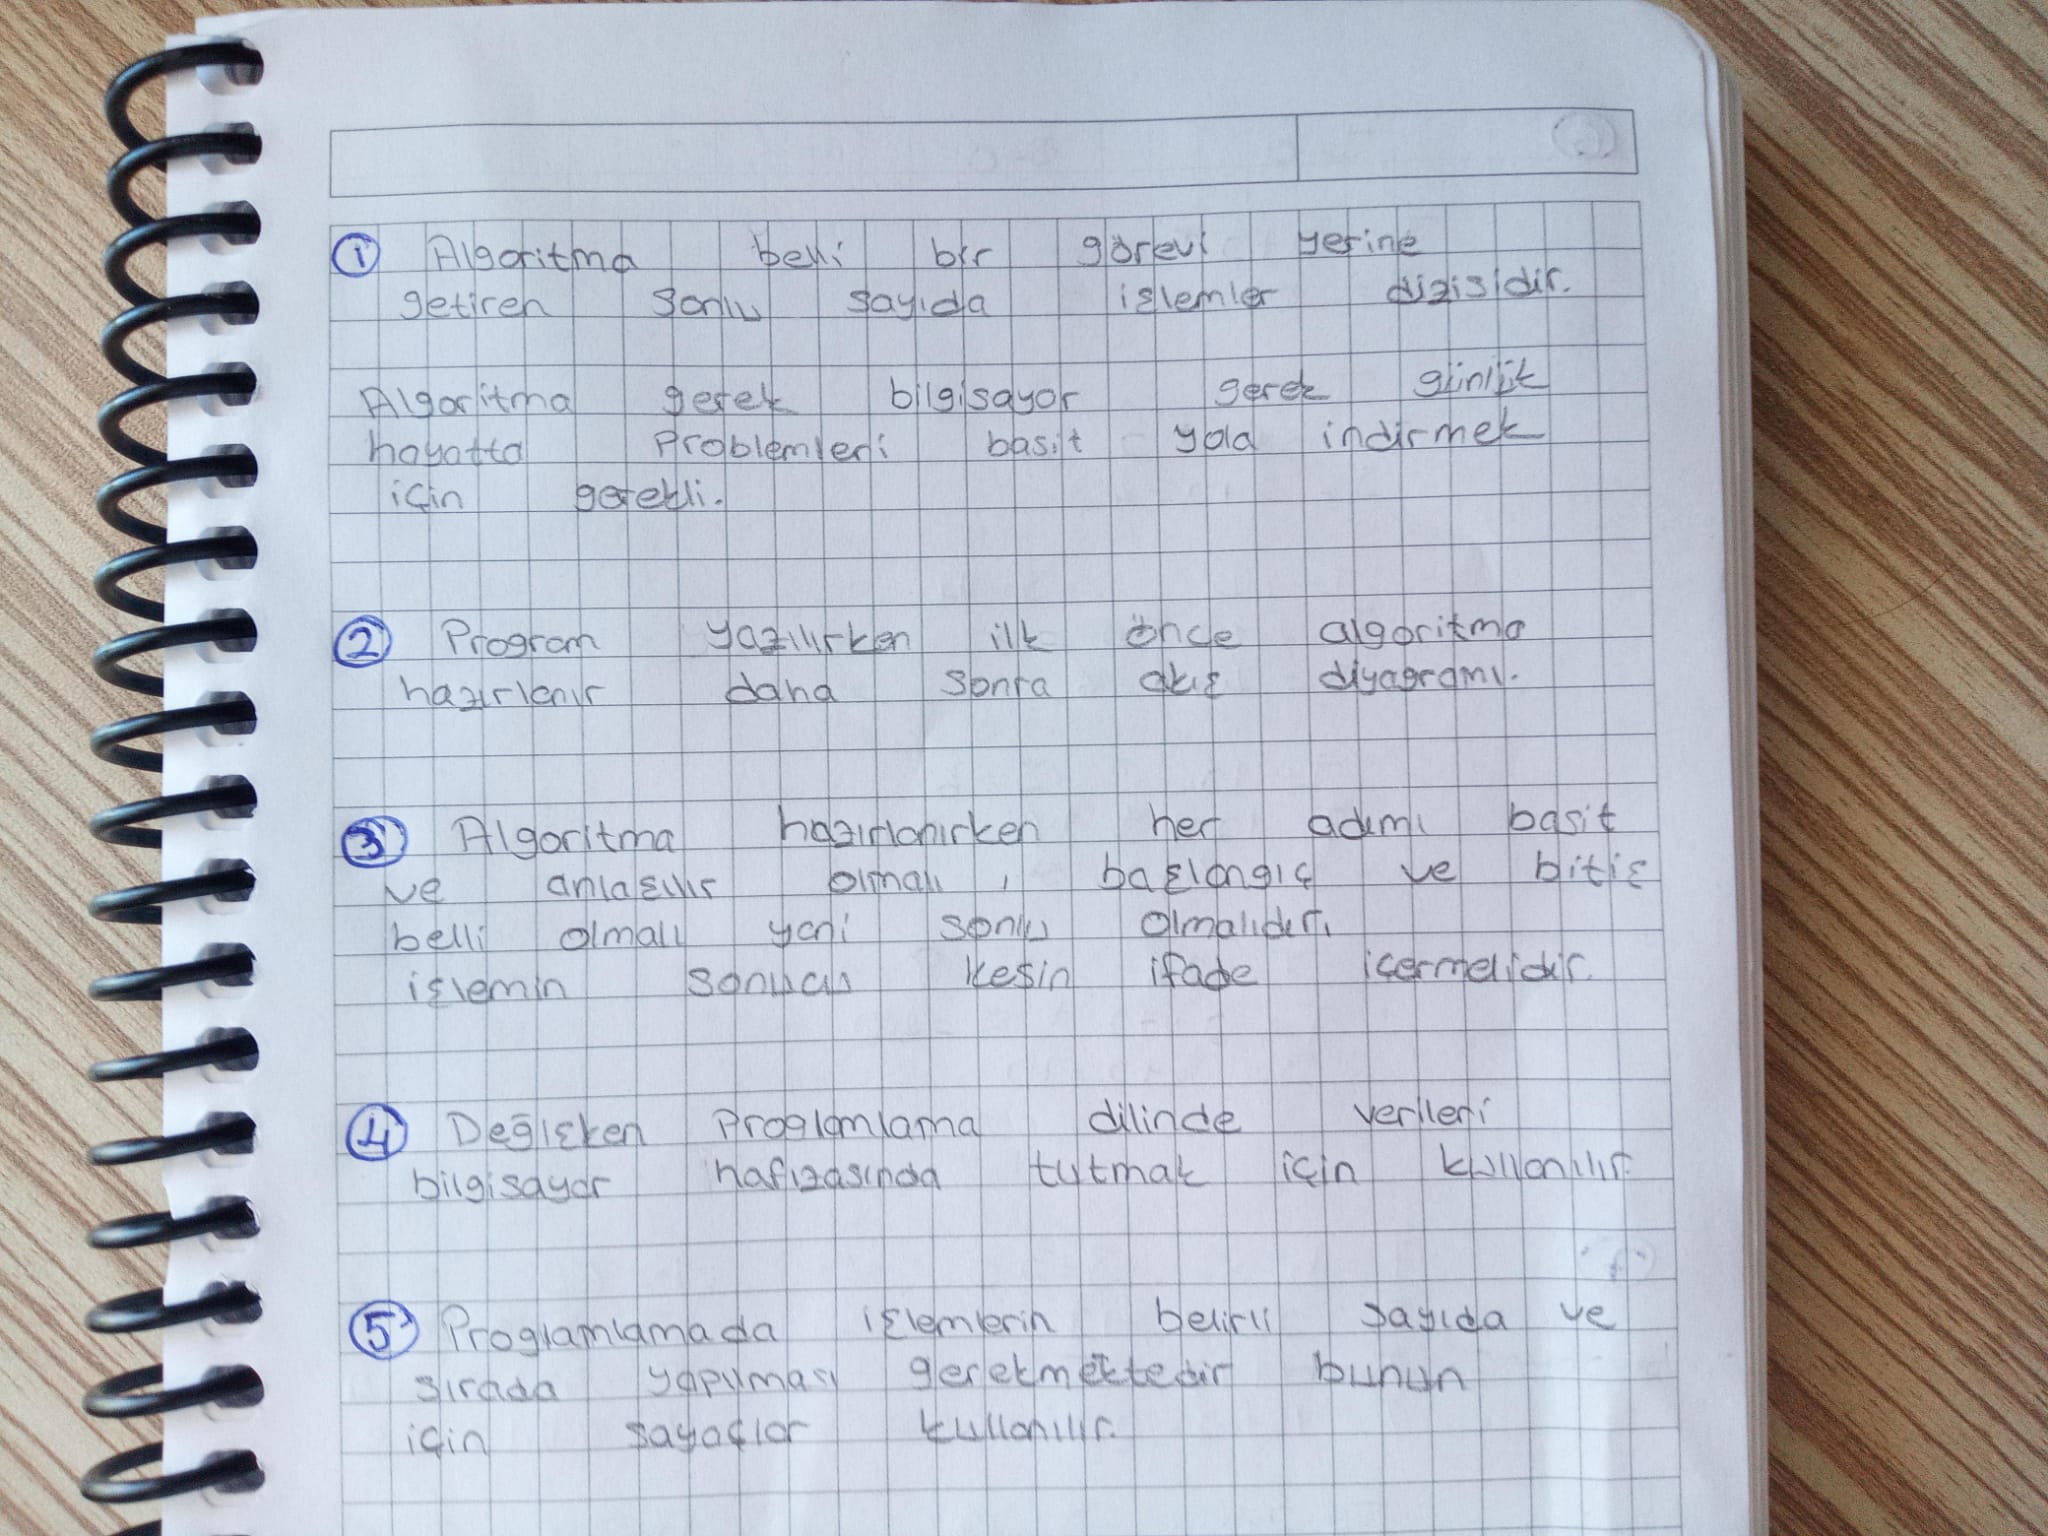 1 Algoritma belli bir görevi yerine
getiren sonlu sayıda işlemler dizisidir.
Algoritma gerek bilgisayar gerek günlük
hayatta problemleri basit yola indirmek
için gerekli.
2 Program yazılırken ilk önce algoritma
hazırlanır daha sonra akış diyagramı.
3 Algoritma hazırlanırken her adımı basit
ve anlaşılır olmalı, başlangıç ve bitiş
belli olmalı yani sonlu olmalıdır.
işlemin sonucu kesin ifade içermelidir.
4 Değişken Proglamlama dilinde verileri
bilgisayar hafızasında tutmak için kullanılır.
5 Proglamlamada işlemlerin belirli sayıda ve
sırada yapılması gerekmektedir bunun
için sayaçlar kullanılır.